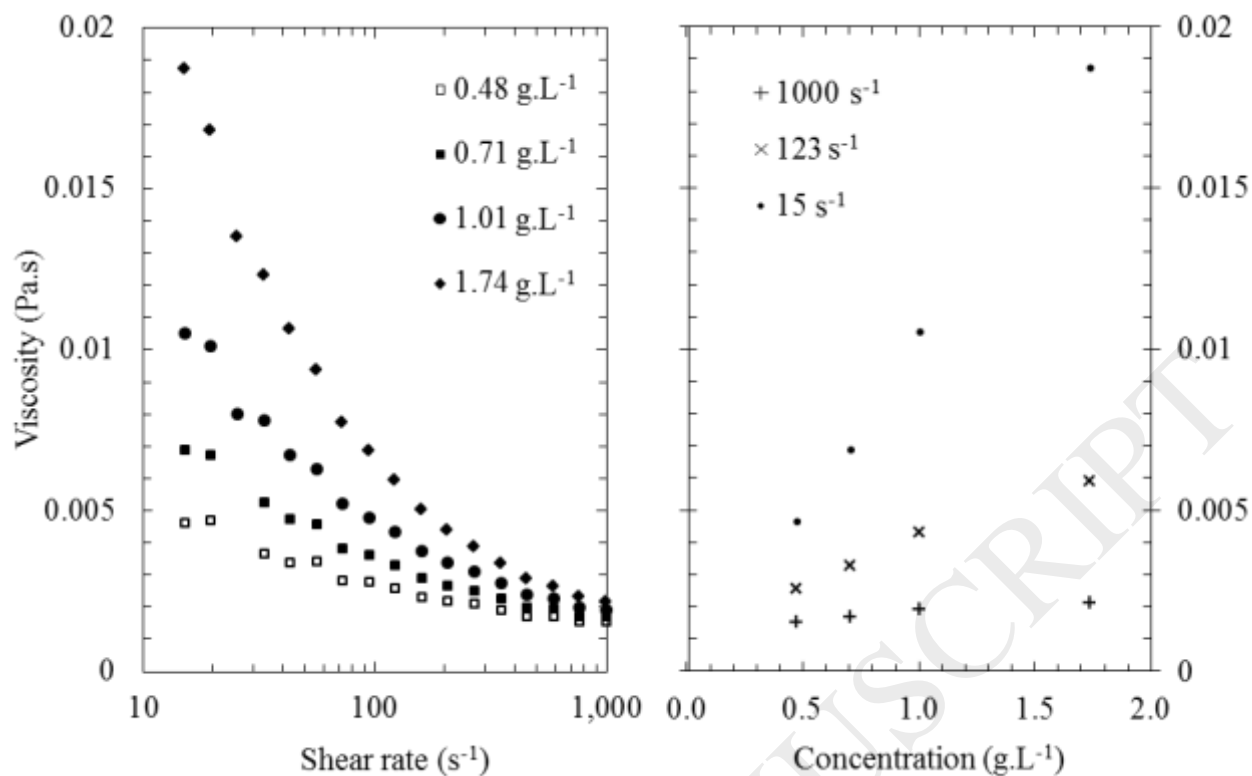 0.02
0.015
0.01
0.005
0
Viscosity (Pa.s)
10
100
1,000
Shear rate (s-1)
0.48 g.L-1
0.71 g.L-1
1.01 g.L-1
1.74 g.L-1
1000 s-1
123 s-1
15 s-1
0.02
0.015
0.01
0.005
0
0.0
0.5
1.0
1.5
2.0
Concentration (g.L-1)
USCRIPT